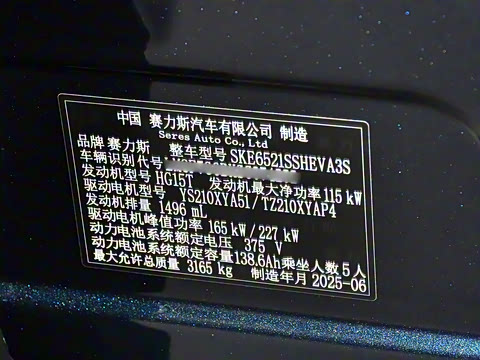 中国 赛力斯汽车有限公司 制造
Seres Auto Co., Ltd
品牌 赛力斯 整车型号 SKE6521SSHEVA3S
车辆识别代号
发动机型号 HG15T 发动机最大净功率 115 kW
驱动电机型号 YS210XYA51 / TZ210XYAP4
发动机排量 1496 mL
驱动电机峰值功率 165 kW / 227 kW
动力电池系统额定电压 375 V
动力电池系统额定容量 138.6Ah 乘坐人数 5人
最大允许总质量 3165 kg 制造年月 2025-06